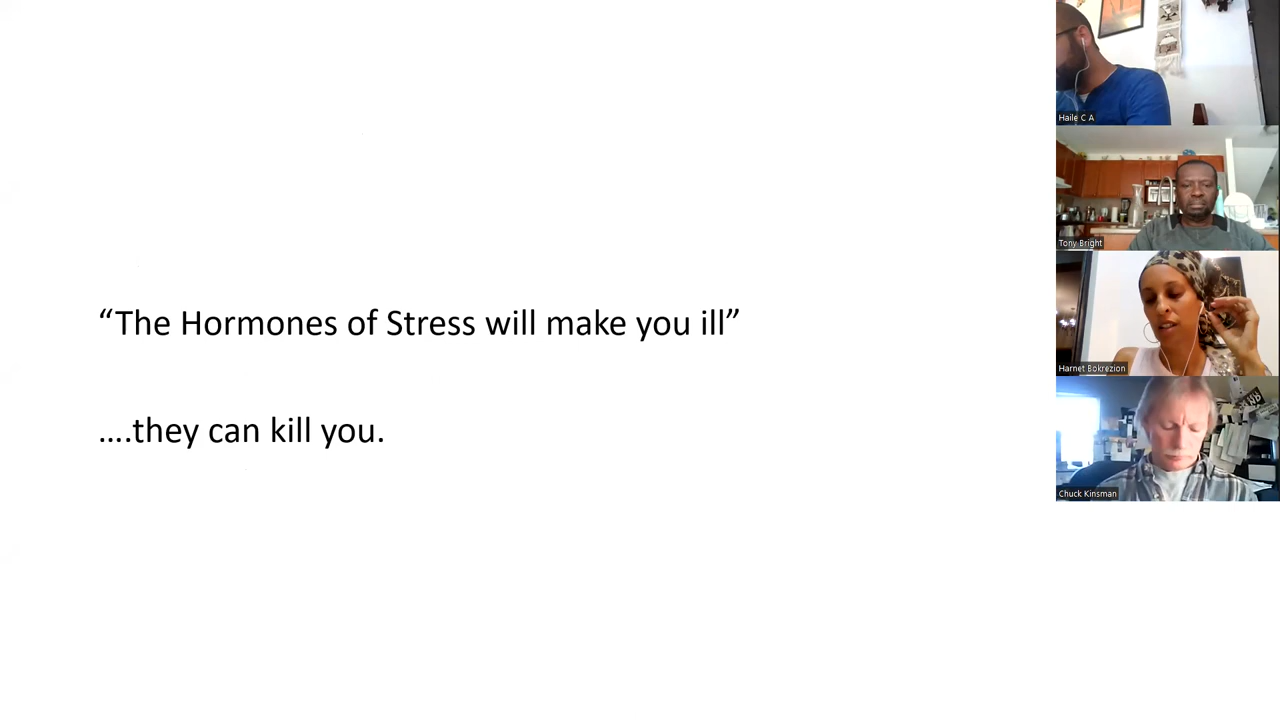 “The Hormones of Stress will make you ill”
….they can kill you.
Haile C A
Tony Bright
Harnet Bokrezion
Chuck Kinsman